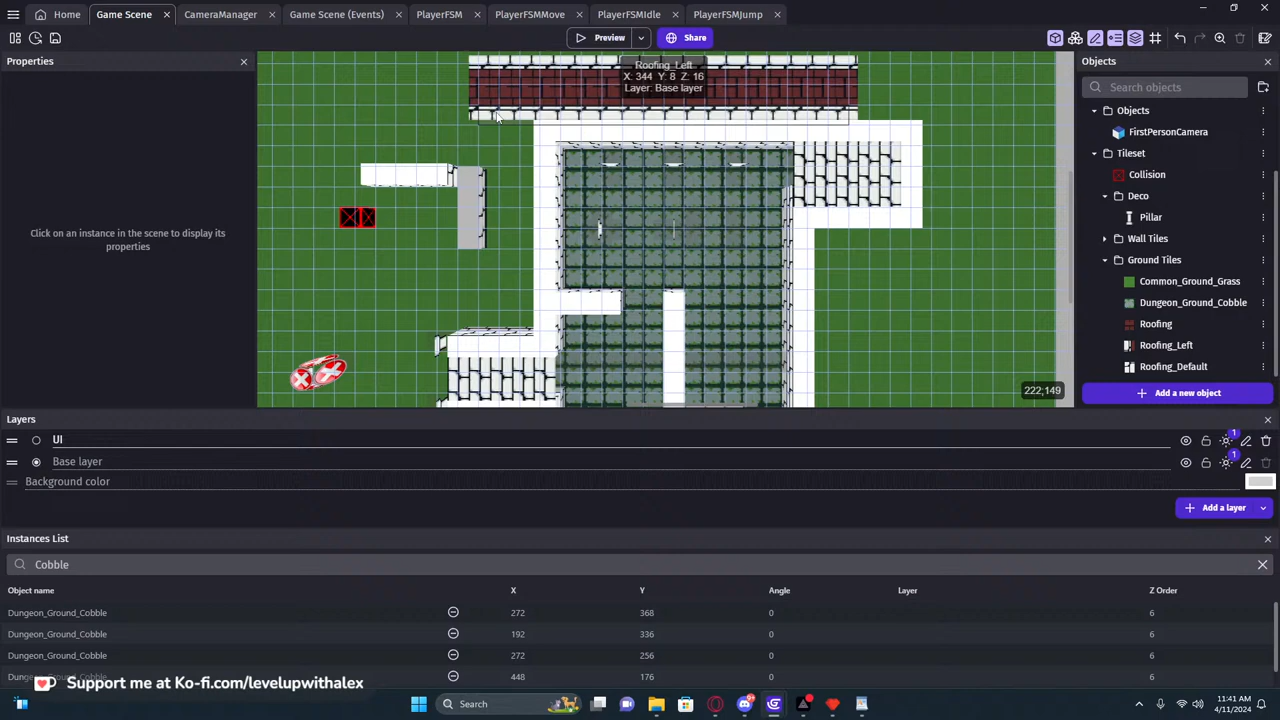 Home
Game Scene
CameraManager
Game Scene (Events)
PlayerFSM
PlayerFSMMove
PlayerFSMIdle
PlayerFSMJump
Preview
Share
Properties
Click on an instance in the scene to display its
properties
Roofing_Left
X: 344 Y: 8 Z: 16
Layer: Base layer
222;149
Objects
Search objects
Objects
FirstPersonCamera
Tileset
Collision
Deco
Pillar
Wall Tiles
Ground Tiles
Common_Ground_Grass
Dungeon_Ground_Cobble
Roofing
Roofing_Left
Roofing_Default
Add a new object
Layers
UI
1
Base layer
1
Background color
Add a layer
Instances List
Cobble
Object name X Y Angle Layer Z Order
Dungeon_Ground_Cobble 272 368 0 6
Dungeon_Ground_Cobble 192 336 0 6
Dungeon_Ground_Cobble 272 256 0 6
448 176 0 6
Support me at Ko-fi.com/levelupwithalex
Search
11:41 AM
4/11/2024